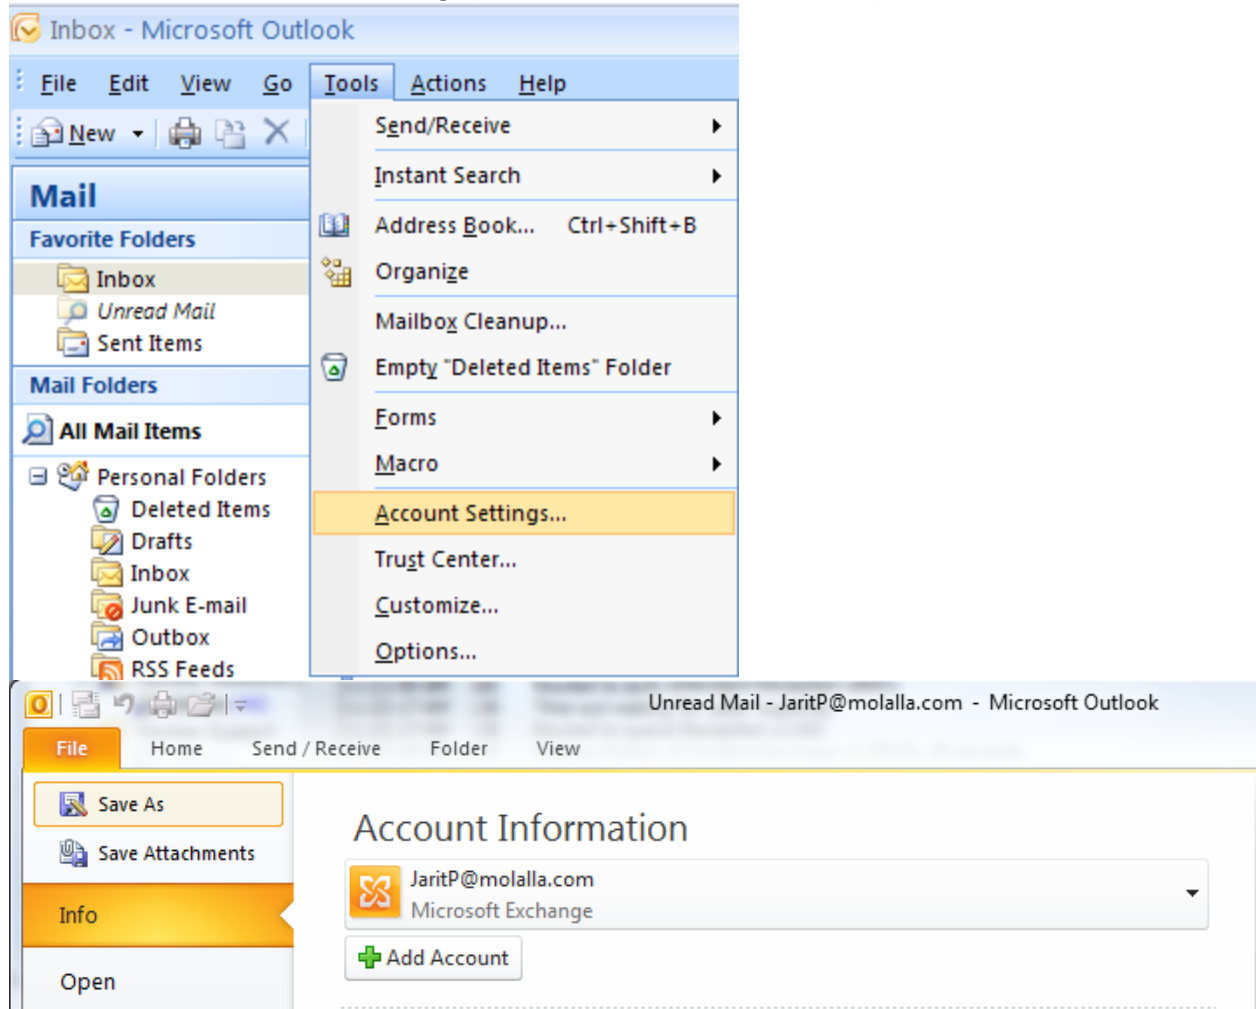 Inbox - Microsoft Outlook
File Edit View Go Tools Actions Help
New
Send/Receive
Instant Search
Address Book... Ctrl+Shift+B
Organize
Mailbox Cleanup...
Empty "Deleted Items" Folder
Forms
Macro
Account Settings...
Trust Center...
Customize...
Options...
Mail
Favorite Folders
Inbox
Unread Mail
Sent Items
Mail Folders
All Mail Items
Personal Folders
Deleted Items
Drafts
Inbox
Junk E-mail
Outbox
RSS Feeds
Unread Mail - JaritP@molalla.com - Microsoft Outlook
File Home Send / Receive Folder View
Save As
Save Attachments
Info
Open
Account Information
JaritP@molalla.com
Microsoft Exchange
Add Account